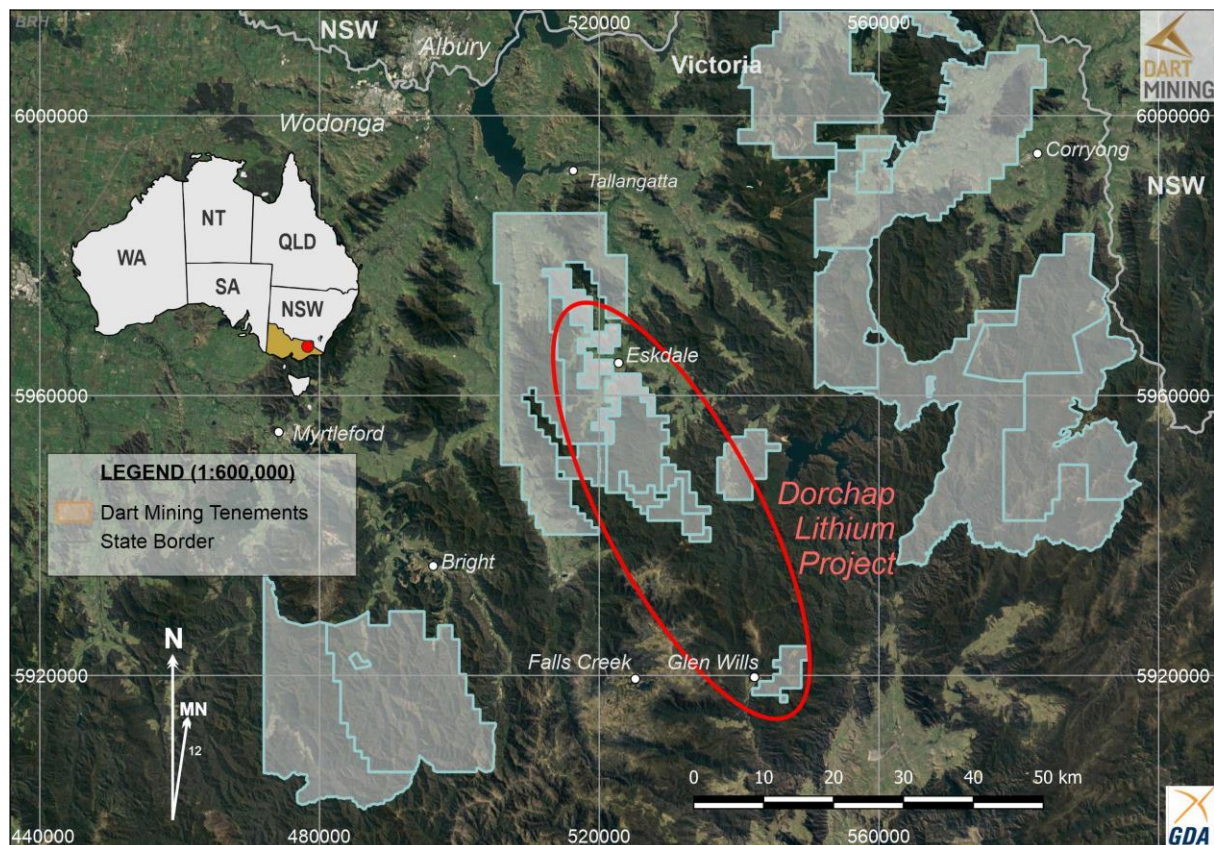 BRH
NSW
520000
560000
Albury
Victoria
DART
MINING
6000000
6000000
Wodonga
Corryong
Tallangatta
NSW
NT
QLD
WA
SA
NSW
Eskdale
5960000
5960000
Myrtleford
LEGEND (1:600,000)
Dart Mining Tenements
State Border
Dorchap
Lithium
Project
Bright
N
Falls Creek
Glen Wills
5920000
5920000
MN
12
0 10 20 30 40 50 km
440000
480000
520000
560000
GDA